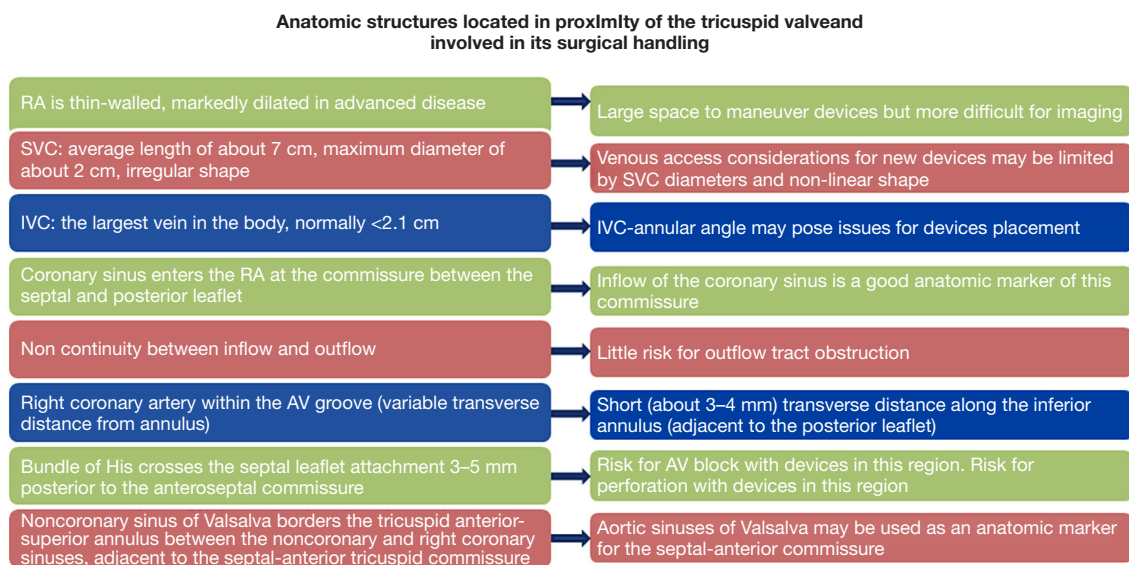 Anatomic structures located in proxImIty of the tricuspid valveand
involved in its surgical handling
RA is thin-walled, markedly dilated in advanced disease
Large space to maneuver devices but more difficult for imaging
SVC: average length of about 7 cm, maximum diameter of
about 2 cm, irregular shape
Venous access considerations for new devices may be limited
by SVC diameters and non-linear shape
IVC: the largest vein in the body, normally <2.1 cm
IVC-annular angle may pose issues for devices placement
Coronary sinus enters the RA at the commissure between the
septal and posterior leaflet
Inflow of the coronary sinus is a good anatomic marker of this
commissure
Non continuity between inflow and outflow
Little risk for outflow tract obstruction
Right coronary artery within the AV groove (variable transverse
distance from annulus)
Short (about 3–4 mm) transverse distance along the inferior
annulus (adjacent to the posterior leaflet)
Bundle of His crosses the septal leaflet attachment 3–5 mm
posterior to the anteroseptal commissure
Risk for AV block with devices in this region. Risk for
perforation with devices in this region
Noncoronary sinus of Valsalva borders the tricuspid anterior-
superior annulus between the noncoronary and right coronary
sinuses, adjacent to the septal-anterior tricuspid commissure
Aortic sinuses of Valsalva may be used as an anatomic marker
for the septal-anterior commissure